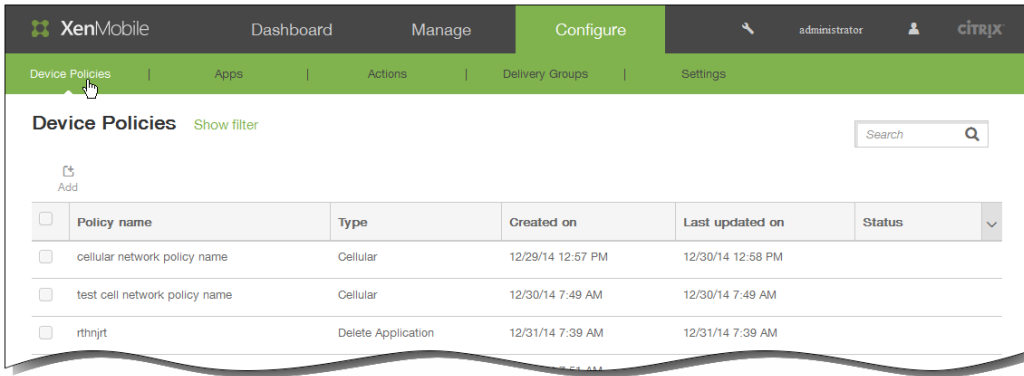 XenMobile Dashboard Manage Configure administrator CITRIX
Device Policies | Apps | Actions | Delivery Groups | Settings
Device Policies Show filter
Search
Add
Policy name Type Created on Last updated on Status
cellular network policy name Cellular 12/29/14 12:57 PM 12/30/14 12:58 PM
test cell network policy name Cellular 12/30/14 7:49 AM 12/30/14 7:49 AM
rthnjrt Delete Application 12/31/14 7:39 AM 12/31/14 7:39 AM